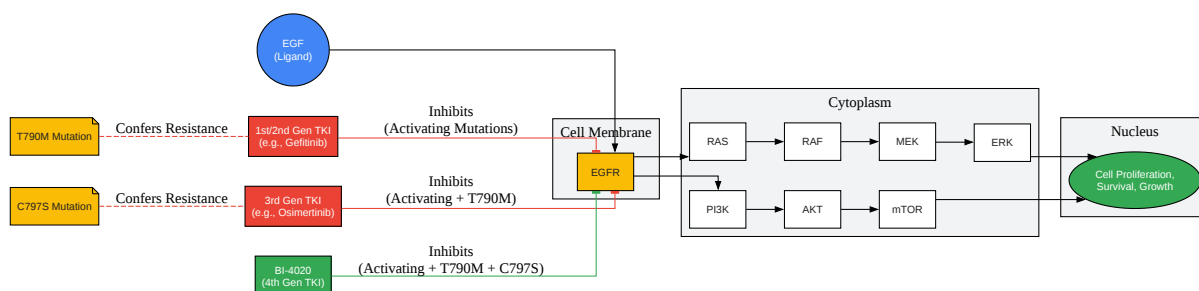 EGF
(Ligand)
Cytoplasm
Inhibits
(Activating Mutations)
T790M Mutation
Confers Resistance
1st/2nd Gen TKI
(e.g., Gefitinib)
Cell Membrane
EGFR
RAS
RAF
MEK
ERK
Nucleus
Cell Proliferation,
Survival, Growth
C797S Mutation
Confers Resistance
3rd Gen TKI
(e.g., Osimertinib)
Inhibits
(Activating + T790M)
PI3K
AKT
mTOR
BI-4020
(4th Gen TKI)
Inhibits
(Activating + T790M + C797S)